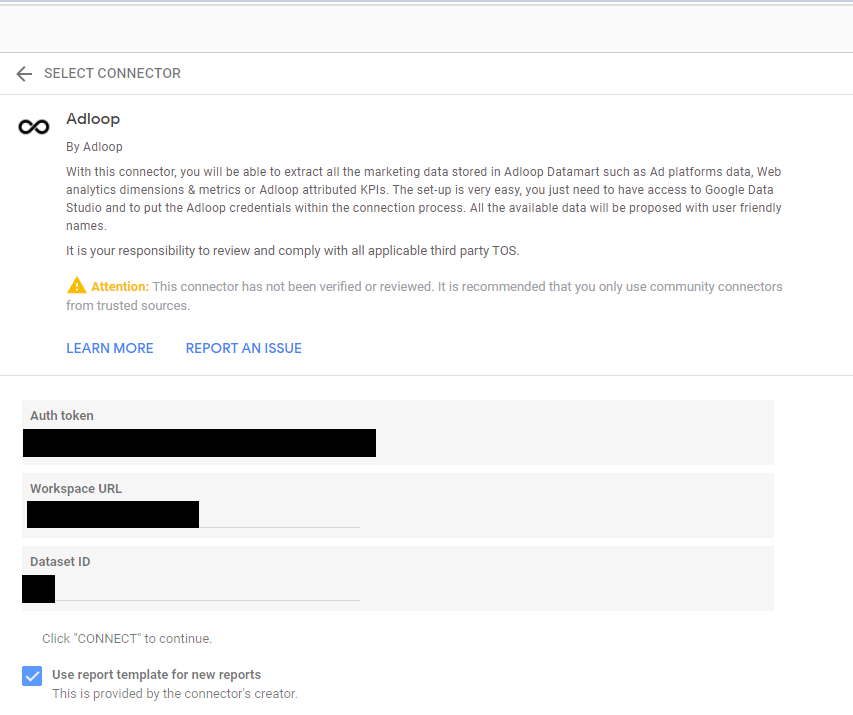 SELECT CONNECTOR
Adloop
By Adloop
With this connector, you will be able to extract all the marketing data stored in Adloop Datamart such as Ad platforms data, Web
analytics dimensions & metrics or Adloop attributed KPIs. The set-up is very easy, you just need to have access to Google Data
Studio and to put the Adloop credentials within the connection process. All the available data will be proposed with user friendly
names.
It is your responsibility to review and comply with all applicable third party TOS.
Attention: This connector has not been verified or reviewed. It is recommended that you only use community connectors
from trusted sources.
LEARN MORE REPORT AN ISSUE
Auth token
Workspace URL
Dataset ID
Click "CONNECT" to continue.
Use report template for new reports
This is provided by the connector's creator.